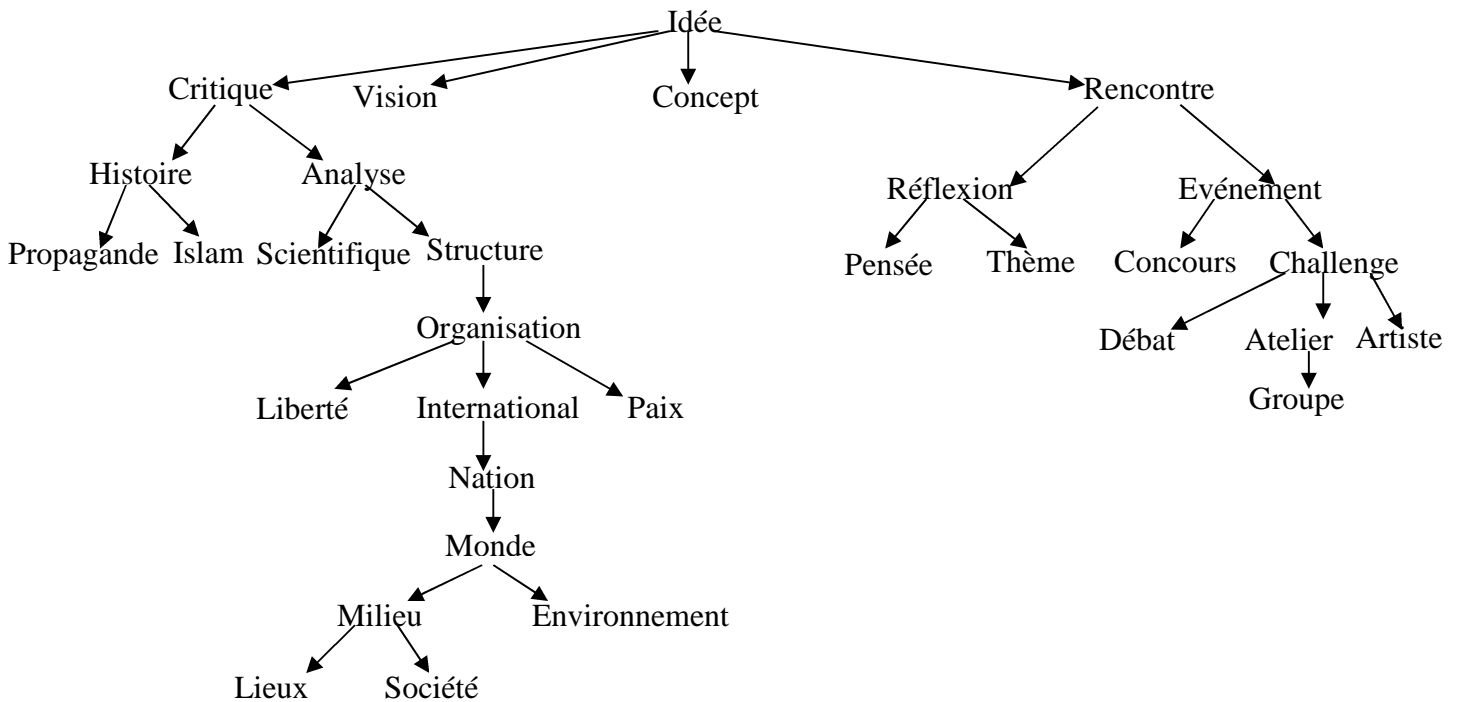 Idée
Critique Vision Concept Rencontre
Histoire Analyse Réflexion Evénement
Propagande Islam Scientifique Structure Pensée Thème Concours Challenge
Organisation Débat Atelier Artiste
Liberté International Paix Groupe
Nation
Monde
Milieu Environnement
Lieux Société